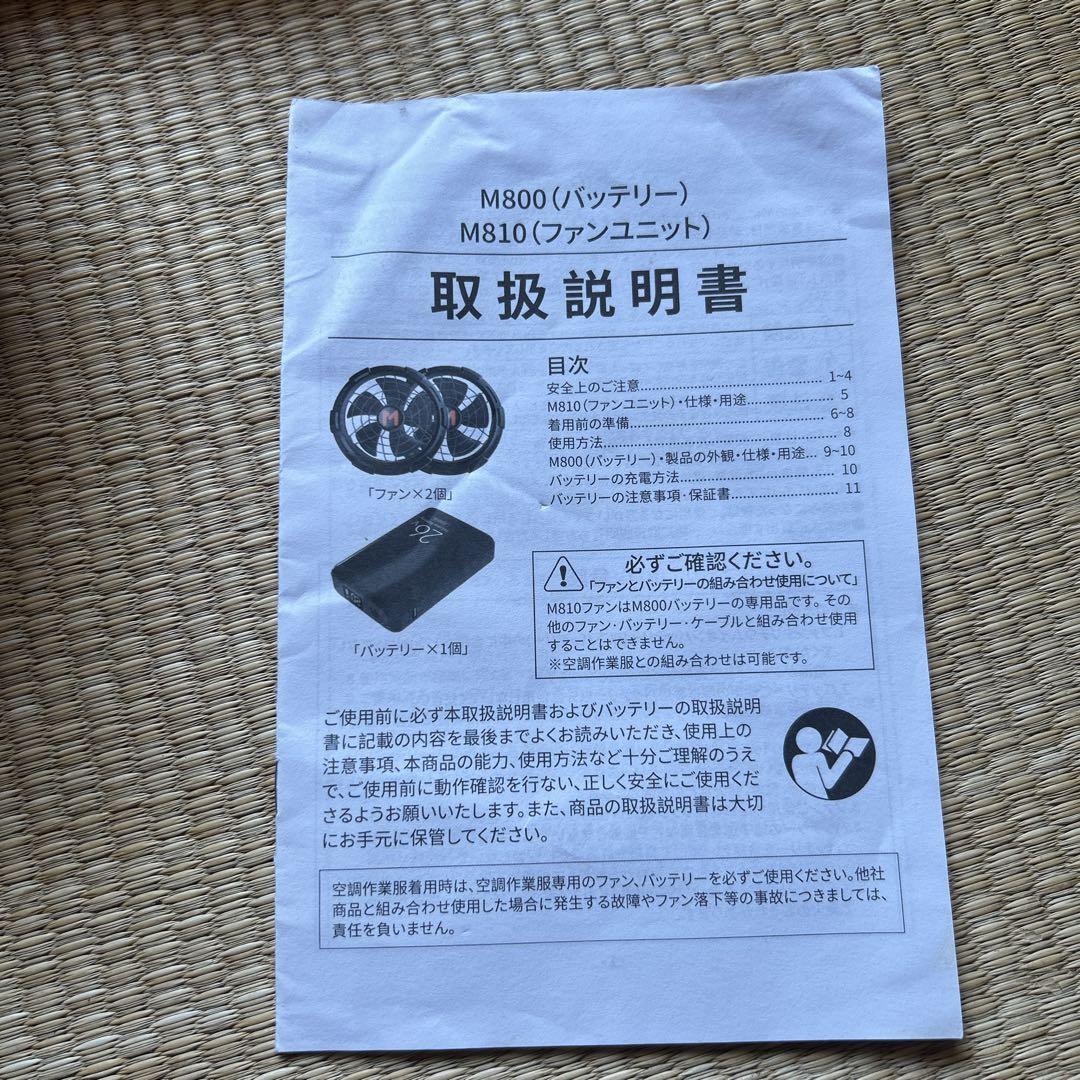 M800(バッテリー)
M810(ファンユニット)
取扱説明書
目次
安全上のご注意............................................ 1~4
M810(ファンユニット)・仕様・用途..................... 5
着用前の準備................................................ 6~8
使用方法....................................................... 8
M800(バッテリー)・製品の外観・仕様・用途... 9~10
バッテリーの充電方法...................................... 10
バッテリーの注意事項・保証書.......................... 11
M
M
「ファン×2個」
26
「バッテリー×1個」
必ずご確認ください。
「ファンとバッテリーの組み合わせ使用について」
M810ファンはM800バッテリーの専用品です。その
他のファン・バッテリー・ケーブルと組み合わせ使用
することはできません。
※空調作業服との組み合わせは可能です。
ご使用前に必ず本取扱説明書およびバッテリーの取扱説明
書に記載の内容を最後までよくお読みいただき、使用上の
注意事項、本商品の能力、使用方法など十分ご理解のうえ
で、ご使用前に動作確認を行ない、正しく安全にご使用くだ
さるようお願いいたします。また、商品の取扱説明書は大切
にお手元に保管してください。
空調作業服着用時は、空調作業服専用のファン、バッテリーを必ずご使用ください。他社
商品と組み合わせ使用した場合に発生する故障やファン落下等の事故につきましては、
責任を負いません。